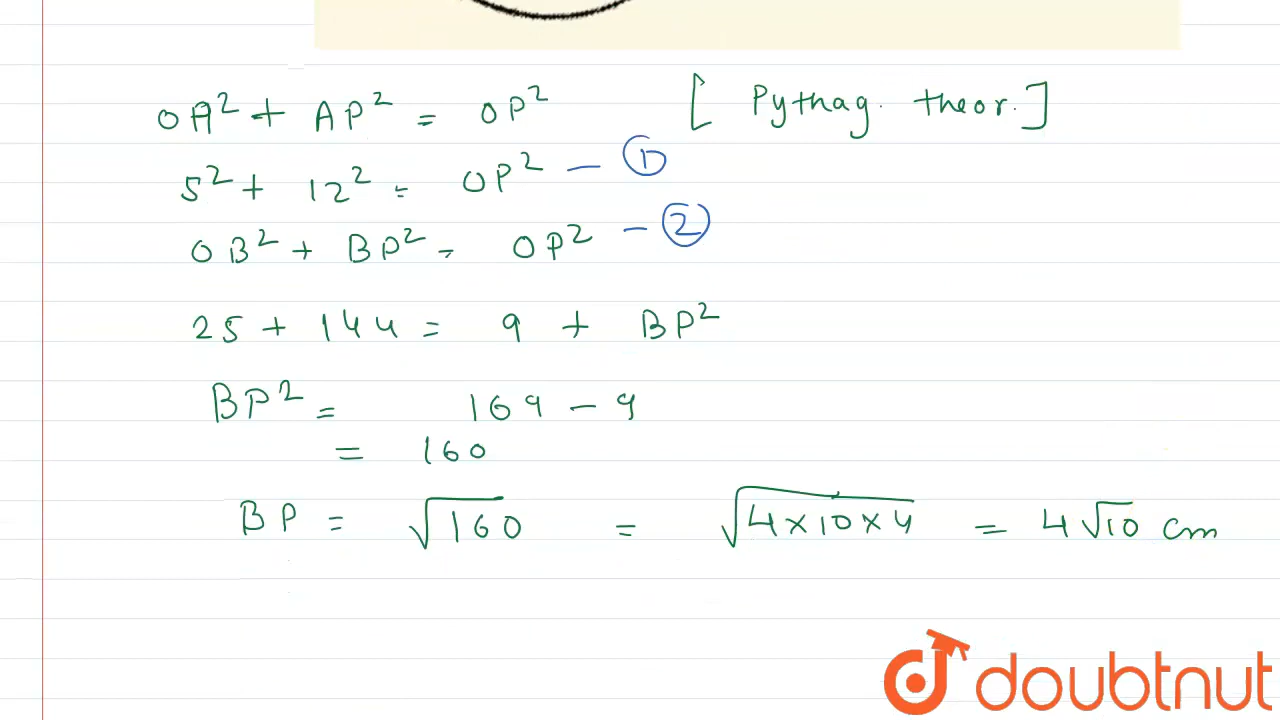 OA² + AP² = OP² [ Pythag. theor. ]
5² + 12² = OP² — ①
OB² + BP² = OP² — ②
25 + 144 = 9 + BP²
BP² = 169 - 9
= 160
BP = √160 = √4×10×4 = 4√10 cm
doubtnut